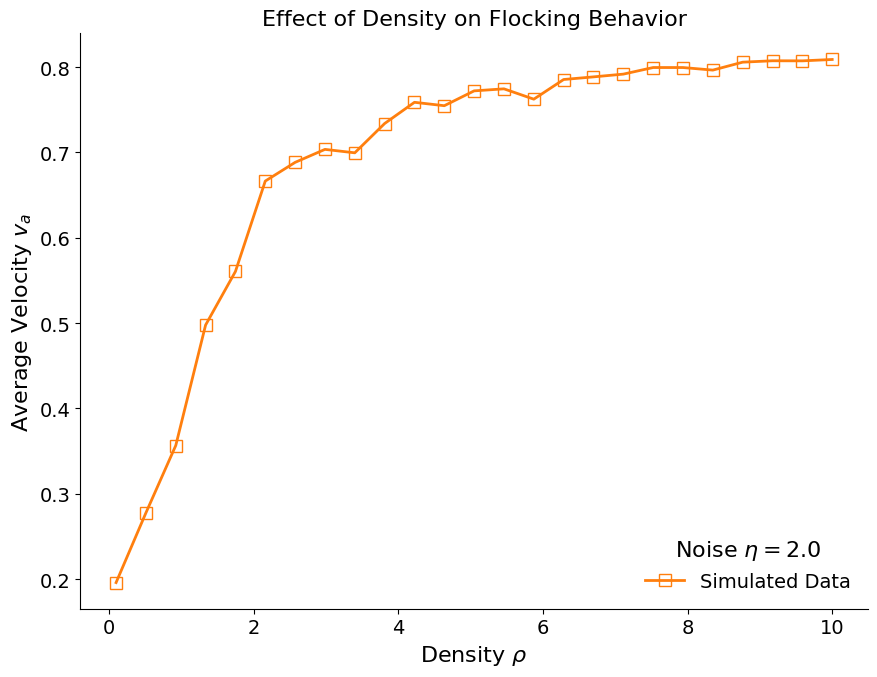 Effect of Density on Flocking Behavior
Average Velocity $v_a$
0.8
0.7
0.6
0.5
0.4
0.3
0.2
Noise $\eta = 2.0$
Simulated Data
0 2 4 6 8 10
Density $\rho$